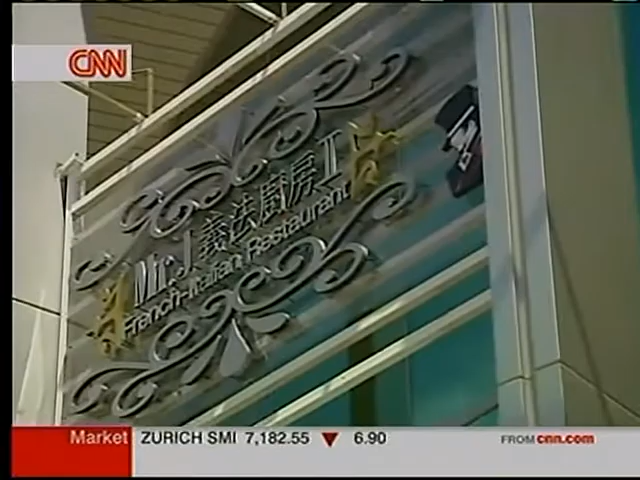 CNN
Mr.J 義法廚房 II
French-Italian Restaurant
Market ZURICH SMI 7,182.55 ▼ 6.90 FROM cnn.com